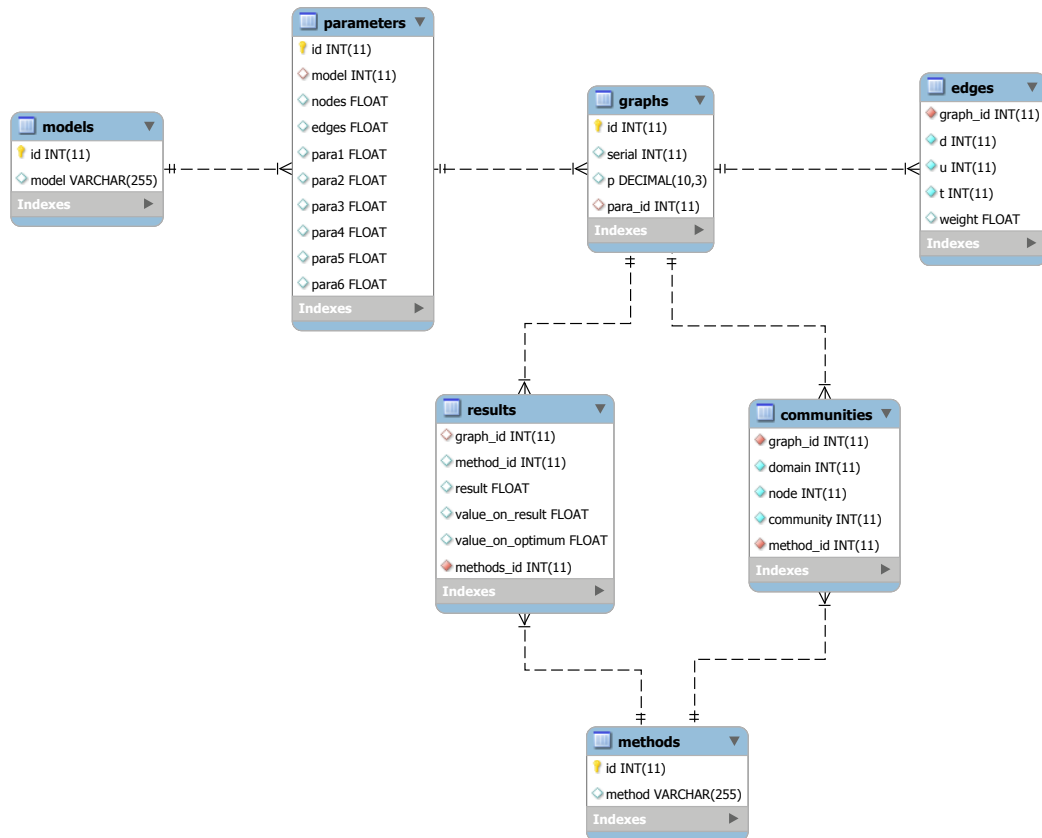 models
id INT(11)
model VARCHAR(255)
Indexes
parameters
id INT(11)
model INT(11)
nodes FLOAT
edges FLOAT
para1 FLOAT
para2 FLOAT
para3 FLOAT
para4 FLOAT
para5 FLOAT
para6 FLOAT
Indexes
graphs
id INT(11)
serial INT(11)
p DECIMAL(10,3)
para_id INT(11)
Indexes
edges
graph_id INT(11)
d INT(11)
u INT(11)
t INT(11)
weight FLOAT
Indexes
results
graph_id INT(11)
method_id INT(11)
result FLOAT
value_on_result FLOAT
value_on_optimum FLOAT
methods_id INT(11)
Indexes
communities
graph_id INT(11)
domain INT(11)
node INT(11)
community INT(11)
method_id INT(11)
Indexes
methods
id INT(11)
method VARCHAR(255)
Indexes